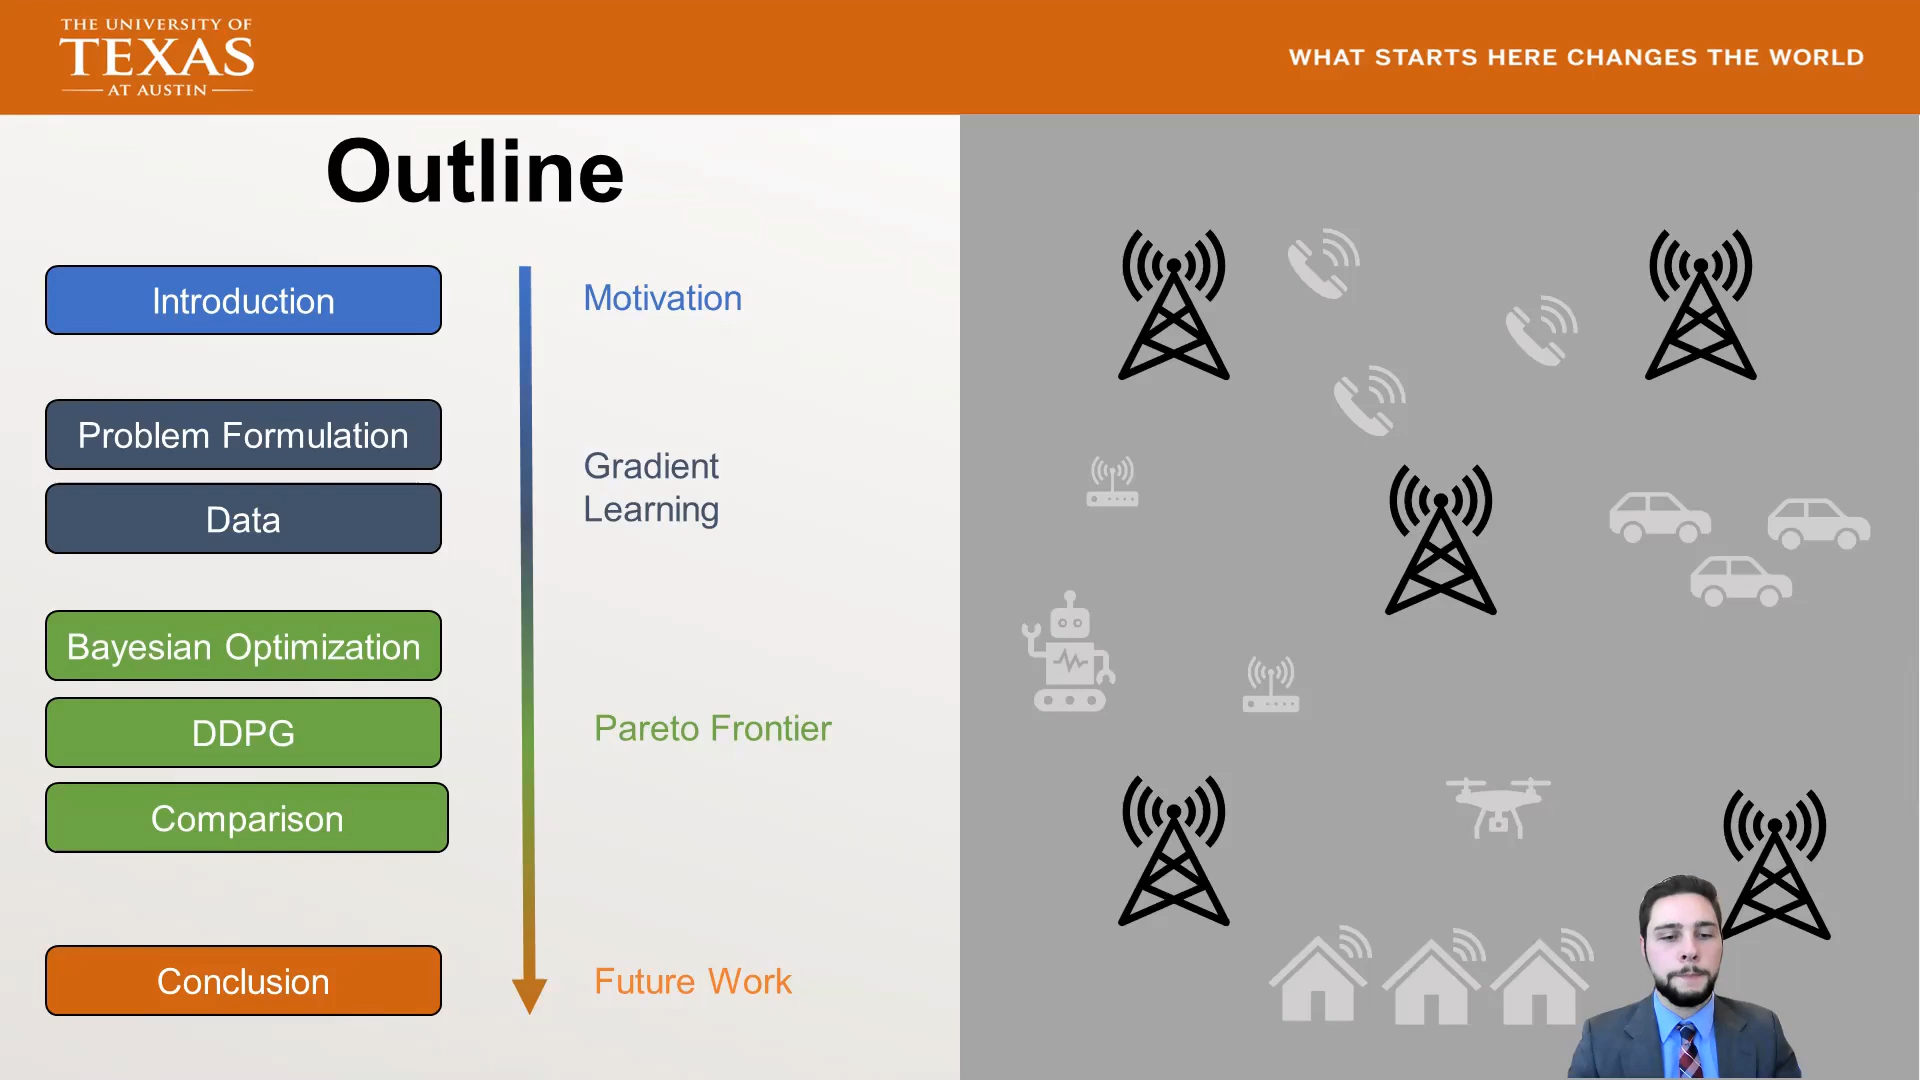 THE UNIVERSITY OF
TEXAS
AT AUSTIN
WHAT STARTS HERE CHANGES THE WORLD
Outline
Introduction
Motivation
Problem Formulation
Gradient
Learning
Data
Bayesian Optimization
DDPG
Pareto Frontier
Comparison
Conclusion
Future Work